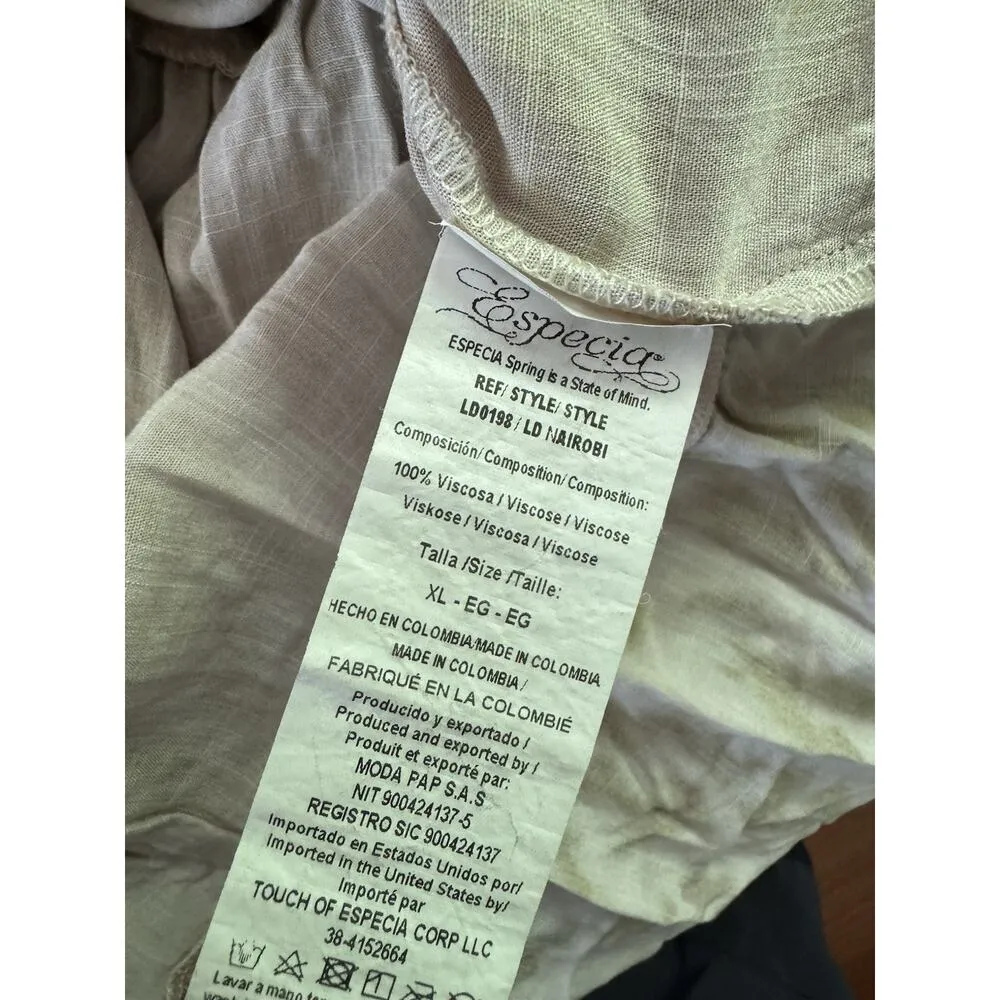 Especia
ESPECIA Spring is a State of Mind.
REF/ STYLE/ STYLE
LD0198 / LD NAIROBI
Composición/ Composition/ Composition:
100% Viscosa / Viscose / Viscose
Viskose / Viscosa / Viscose
Talla /Size /Taille:
XL - EG - EG
HECHO EN COLOMBIA/MADE IN COLOMBIA
MADE IN COLOMBIA /
FABRIQUÉ EN LA COLOMBIÉ
Producido y exportado /
Produced and exported by /
Produit et exporté par:
MODA PAP S.A.S
NIT 900424137-5
REGISTRO SIC 900424137
Importado en Estados Unidos por/
Imported in the United States by/
Importé par
TOUCH OF ESPECIA CORP LLC
38-4152664
1
Lavar a mano